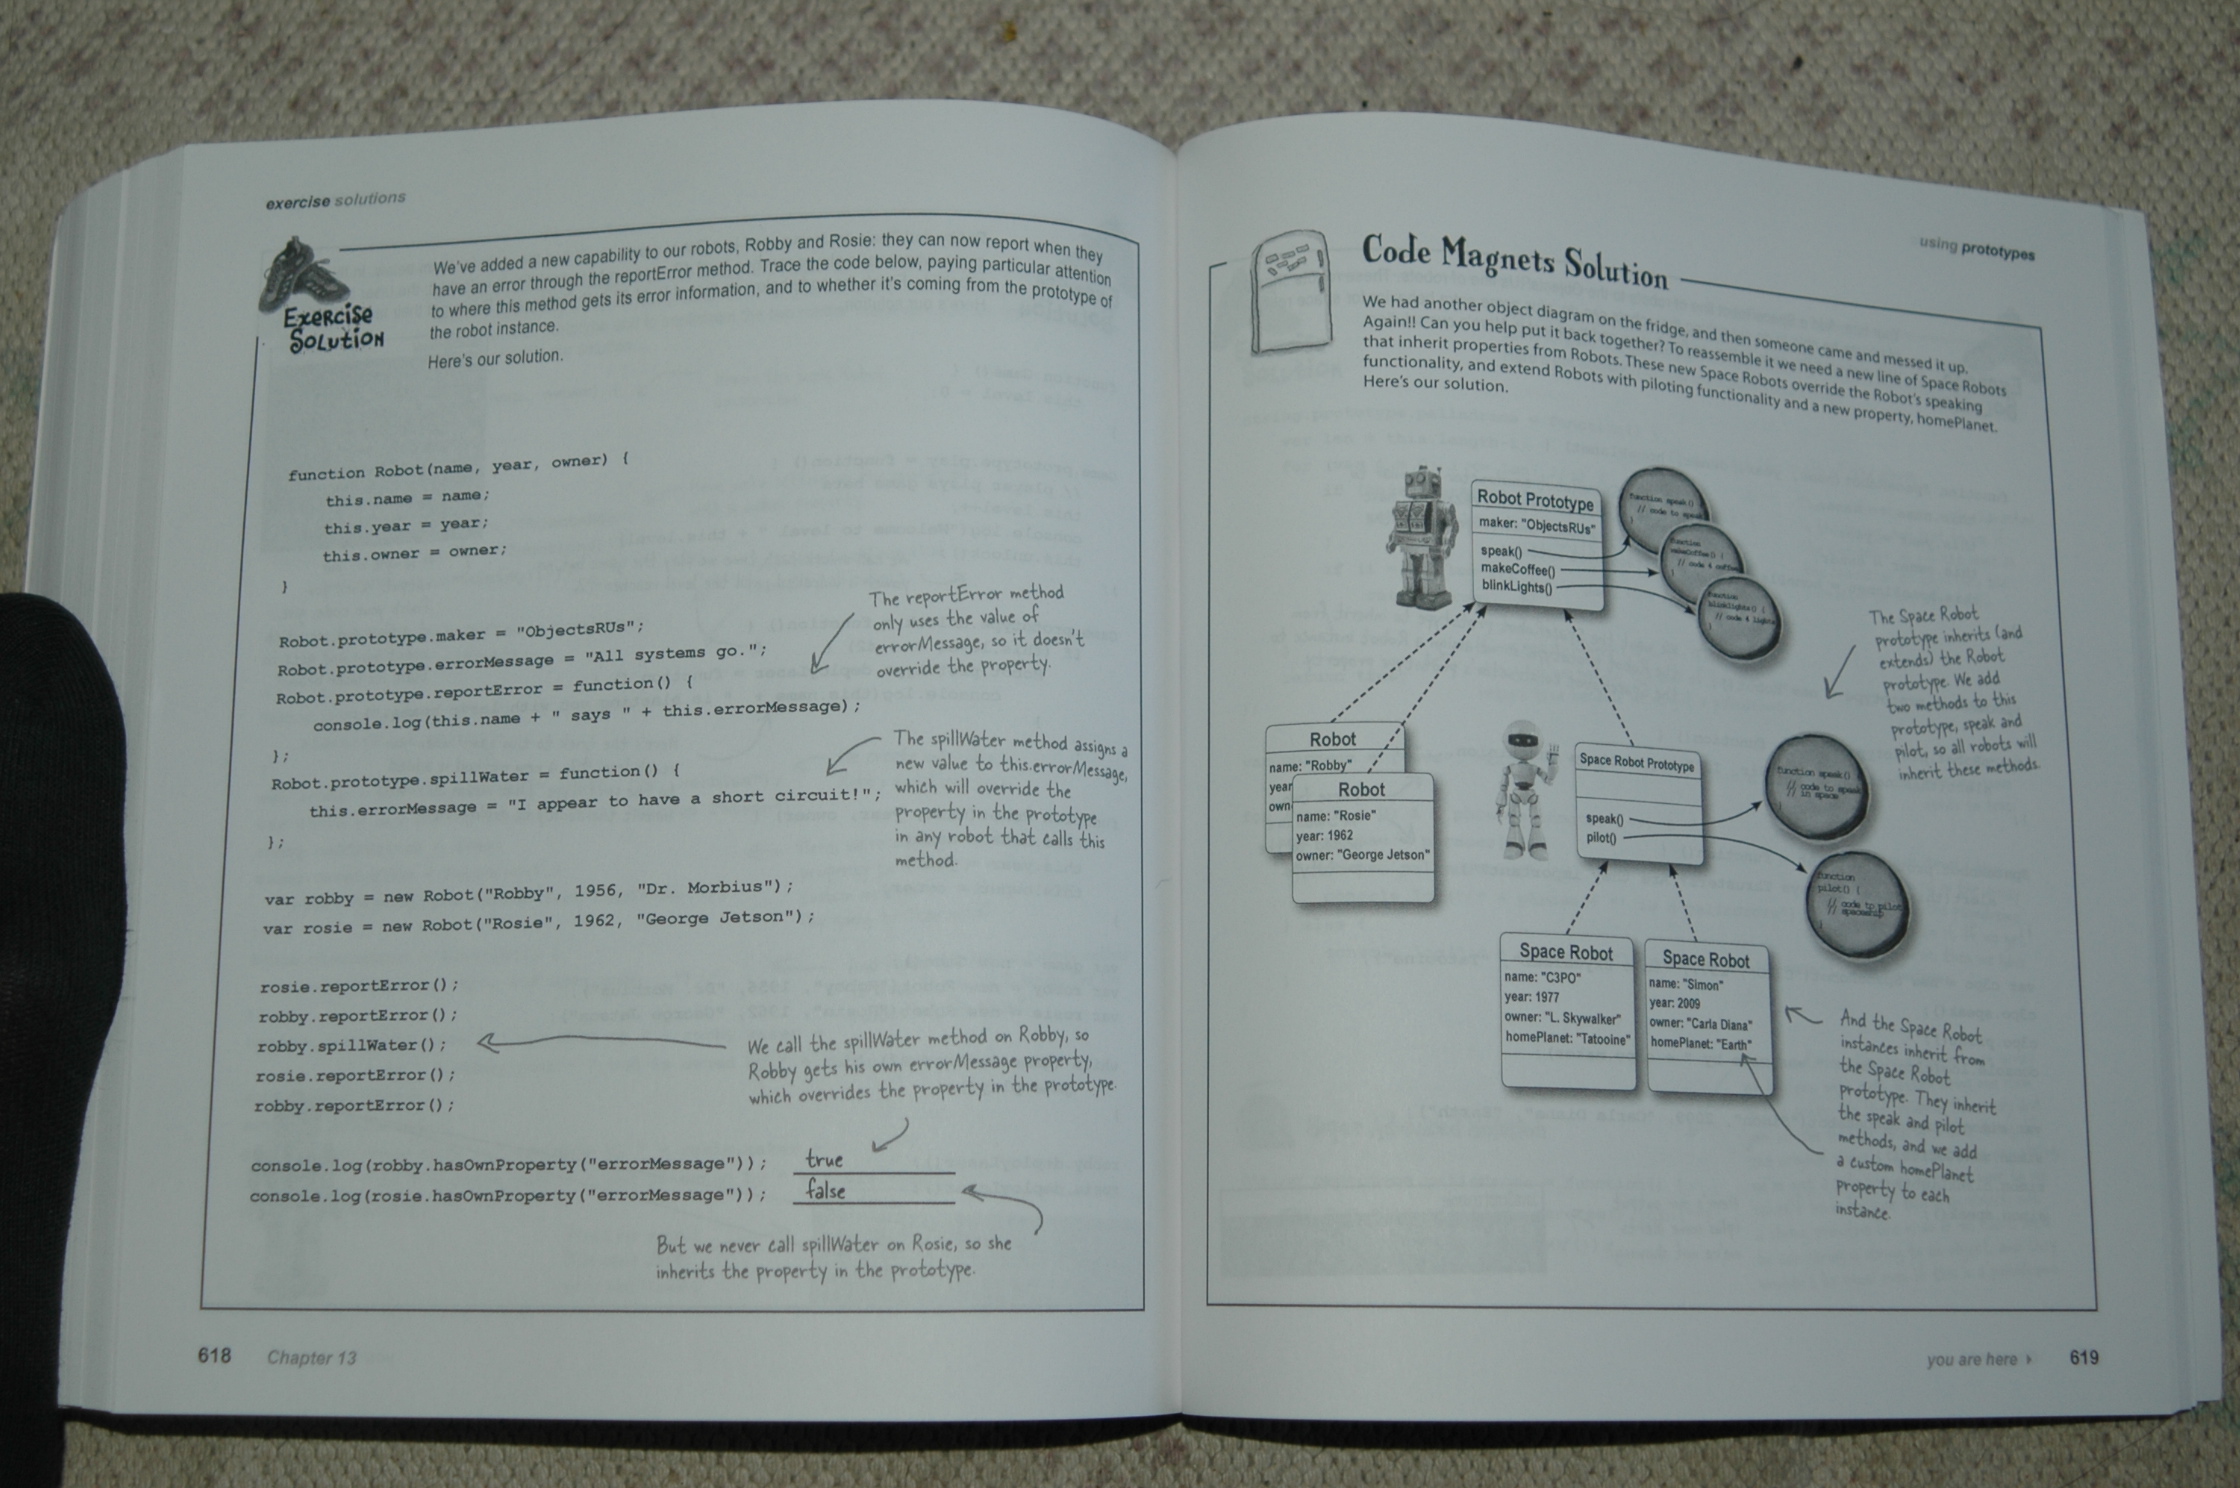 exercise solutions
Exercise
Solution
We've added a new capability to our robots, Robby and Rosie: they can now report when they
have an error through the reportError method. Trace the code below, paying particular attention
to where this method gets its error information, and to whether it's coming from the prototype of
the robot instance.
Here's our solution.
function Robot(name, year, owner) {
this.name = name;
this.year = year;
this.owner = owner;
}
Robot.prototype.maker = "ObjectsRUs";
Robot.prototype.errorMessage = "All systems go.";
Robot.prototype.reportError = function() {
console.log(this.name + " says " + this.errorMessage);
};
Robot.prototype.spillWater = function() {
this.errorMessage = "I appear to have a short circuit!";
};
The reportError method
only uses the value of
errorMessage, so it doesn't
override the property.
The spillWater method assigns a
new value to this.errorMessage,
which will override the
property in the prototype
in any robot that calls this
method.
var robby = new Robot("Robby", 1956, "Dr. Morbius");
var rosie = new Robot("Rosie", 1962, "George Jetson");
rosie.reportError();
robby.reportError();
robby.spillWater();
rosie.reportError();
robby.reportError();
We call the spillWater method on Robby, so
Robby gets his own errorMessage property,
which overrides the property in the prototype.
console.log(robby.hasOwnProperty("errorMessage")); true
console.log(rosie.hasOwnProperty("errorMessage")); false
But we never call spillWater on Rosie, so she
inherits the property in the prototype.
618 Chapter 13
using prototypes
Code Magnets Solution
We had another object diagram on the fridge, and then someone came and messed it up.
Again!! Can you help put it back together? To reassemble it we need a new line of Space Robots
that inherit properties from Robots. These new Space Robots override the Robot's speaking
functionality, and extend Robots with piloting functionality and a new property, homePlanet.
Here's our solution.
Robot Prototype
maker: "ObjectsRUs"
speak()
makeCoffee()
blinkLights()
function speak()
// code to speak
}
function
makeCoffee() {
// code 4 coffee
}
function
blinkLights() {
// code 4 lights
}
The Space Robot
prototype inherits (and
extends) the Robot
prototype. We add
two methods to this
prototype, speak and
pilot, so all robots will
inherit these methods.
Robot
name: "Robby"
year
own
Robot
name: "Rosie"
year: 1962
owner: "George Jetson"
Space Robot Prototype
speak()
pilot()
function speak()
// code to speak
// in space
}
function
pilot() {
// code to pilot
// spaceship
}
Space Robot
name: "C3PO"
year: 1977
owner: "L. Skywalker"
homePlanet: "Tatooine"
Space Robot
name: "Simon"
year: 2009
owner: "Carla Diana"
homePlanet: "Earth"
And the Space Robot
instances inherit from
the Space Robot
prototype. They inherit
the speak and pilot
methods, and we add
a custom homePlanet
property to each
instance.
you are here 619